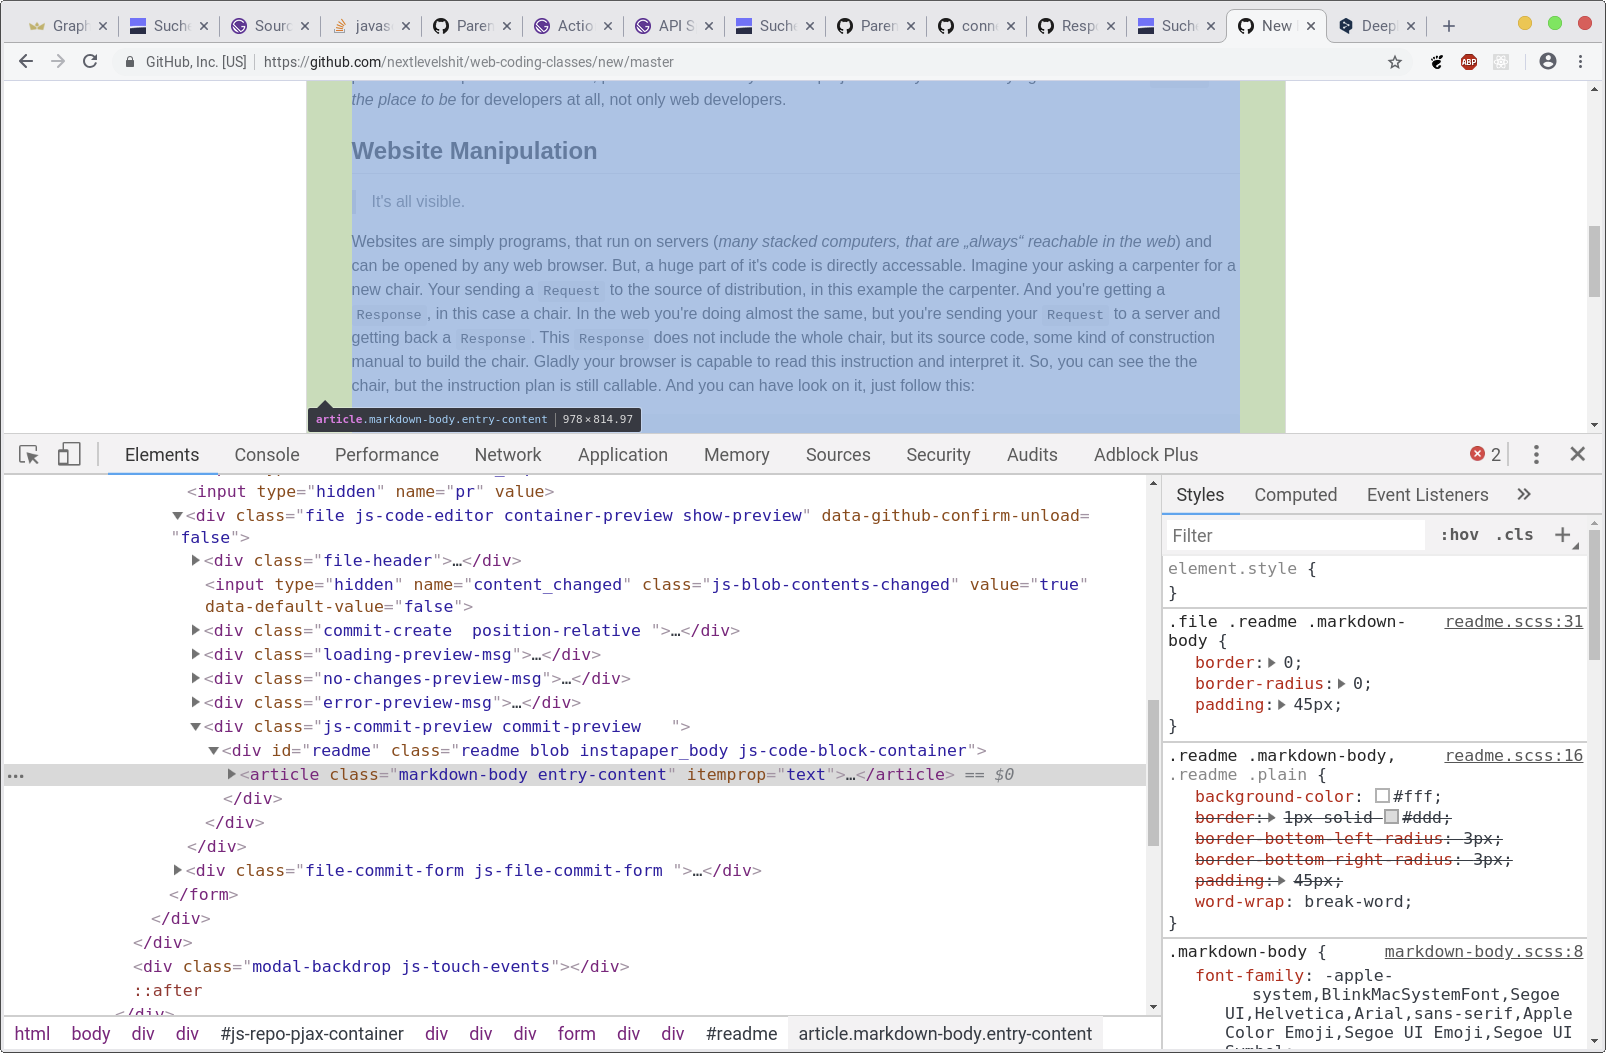 Graph
Suche
Sourc
javas
Paren
Actio
API S
Suche
Paren
conn
Respu
Suche
New
Deepl
GitHub, Inc. [US] https://github.com/nextlevelshit/web-coding-classes/new/master
the place to be for developers at all, not only web developers.
Website Manipulation
It's all visible.
Websites are simply programs, that run on servers (many stacked computers, that are „always“ reachable in the web) and
can be opened by any web browser. But, a huge part of it's code is directly accessable. Imagine your asking a carpenter for a
new chair. Your sending a Request to the source of distribution, in this example the carpenter. And you're getting a
Response , in this case a chair. In the web you're doing almost the same, but you're sending your Request to a server and
getting back a Response . This Response does not include the whole chair, but its source code, some kind of construction
manual to build the chair. Gladly your browser is capable to read this instruction and interpret it. So, you can see the the
chair, but the instruction plan is still callable. And you can have look on it, just follow this:
article.markdown-body.entry-content 978×814.97
Elements Console Performance Network Application Memory Sources Security Audits Adblock Plus 2
<input type="hidden" name="pr" value>
<div class="file js-code-editor container-preview show-preview" data-github-confirm-unload=
"false">
<div class="file-header">…</div>
<input type="hidden" name="content_changed" class="js-blob-contents-changed" value="true"
data-default-value="false">
<div class="commit-create  position-relative ">…</div>
<div class="loading-preview-msg">…</div>
<div class="no-changes-preview-msg">…</div>
<div class="error-preview-msg">…</div>
<div class="js-commit-preview commit-preview   ">
<div id="readme" class="readme blob instapaper_body js-code-block-container">
<article class="markdown-body entry-content" itemprop="text">…</article> == $0
</div>
</div>
</div>
<div class="file-commit-form js-file-commit-form ">…</div>
</form>
</div>
</div>
<div class="modal-backdrop js-touch-events"></div>
::after
</div>
html body div div #js-repo-pjax-container div div div form div div #readme article.markdown-body.entry-content
Styles Computed Event Listeners »
Filter :hov .cls +
element.style {
}
.file .readme .markdown- readme.scss:31
body {
border: 0;
border-radius: 0;
padding: 45px;
}
.readme .markdown-body, readme.scss:16
.readme .plain {
background-color: #fff;
border: 1px solid #ddd;
border-bottom-left-radius: 3px;
border-bottom-right-radius: 3px;
padding: 45px;
word-wrap: break-word;
}
.markdown-body { markdown-body.scss:8
font-family: -apple-
system,BlinkMacSystemFont,Segoe
UI,Helvetica,Arial,sans-serif,Apple
Color Emoji,Segoe UI Emoji,Segoe UI